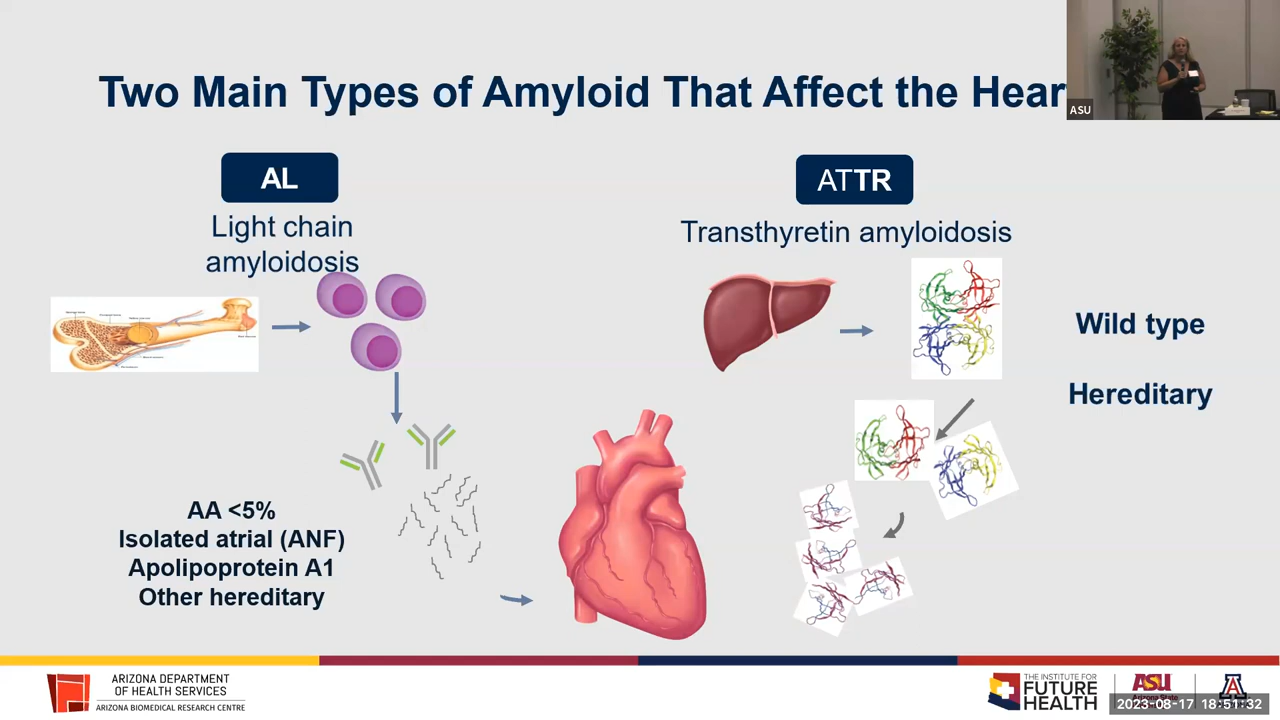 Two Main Types of Amyloid That Affect the Hear
ASU
AL
Light chain
amyloidosis
ATTR
Transthyretin amyloidosis
Wild type
Hereditary
AA <5%
Isolated atrial (ANF)
Apolipoprotein A1
Other hereditary
ARIZONA DEPARTMENT
OF HEALTH SERVICES
ARIZONA BIOMEDICAL RESEARCH CENTRE
THE INSTITUTE FOR
FUTURE
HEALTH
ASU
Arizona State
A
2023-08-17 18:51:32